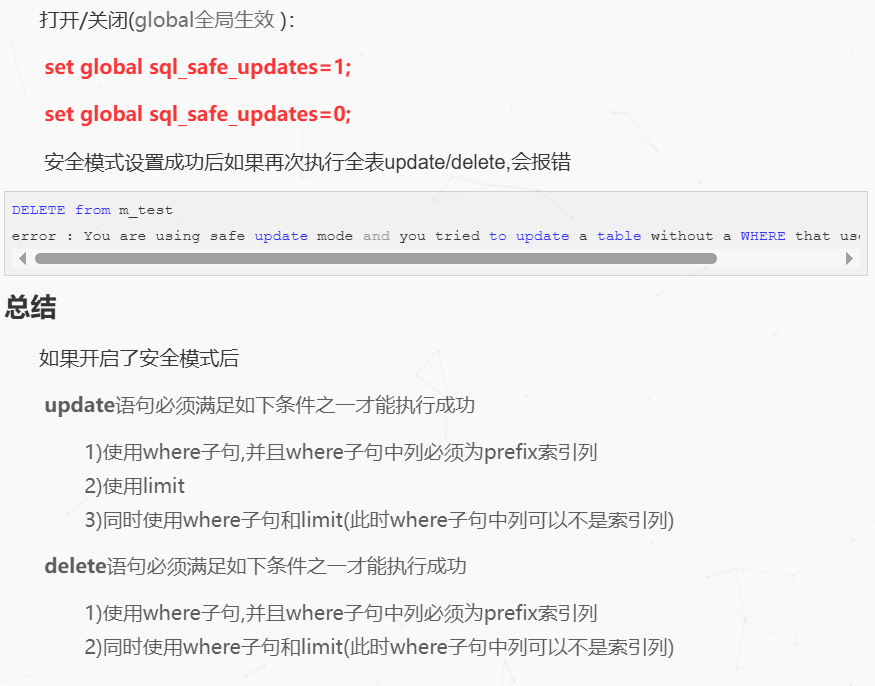 打开/关闭(global全局生效 )：
set global sql_safe_updates=1;
set global sql_safe_updates=0;
安全模式设置成功后如果再次执行全表update/delete,会报错
DELETE from m_test
error : You are using safe update mode and you tried to update a table without a WHERE that use
总结
如果开启了安全模式后
update语句必须满足如下条件之一才能执行成功
1)使用where子句,并且where子句中列必须为prefix索引列
2)使用limit
3)同时使用where子句和limit(此时where子句中列可以不是索引列)
delete语句必须满足如下条件之一才能执行成功
1)使用where子句,并且where子句中列必须为prefix索引列
2)同时使用where子句和limit(此时where子句中列可以不是索引列)